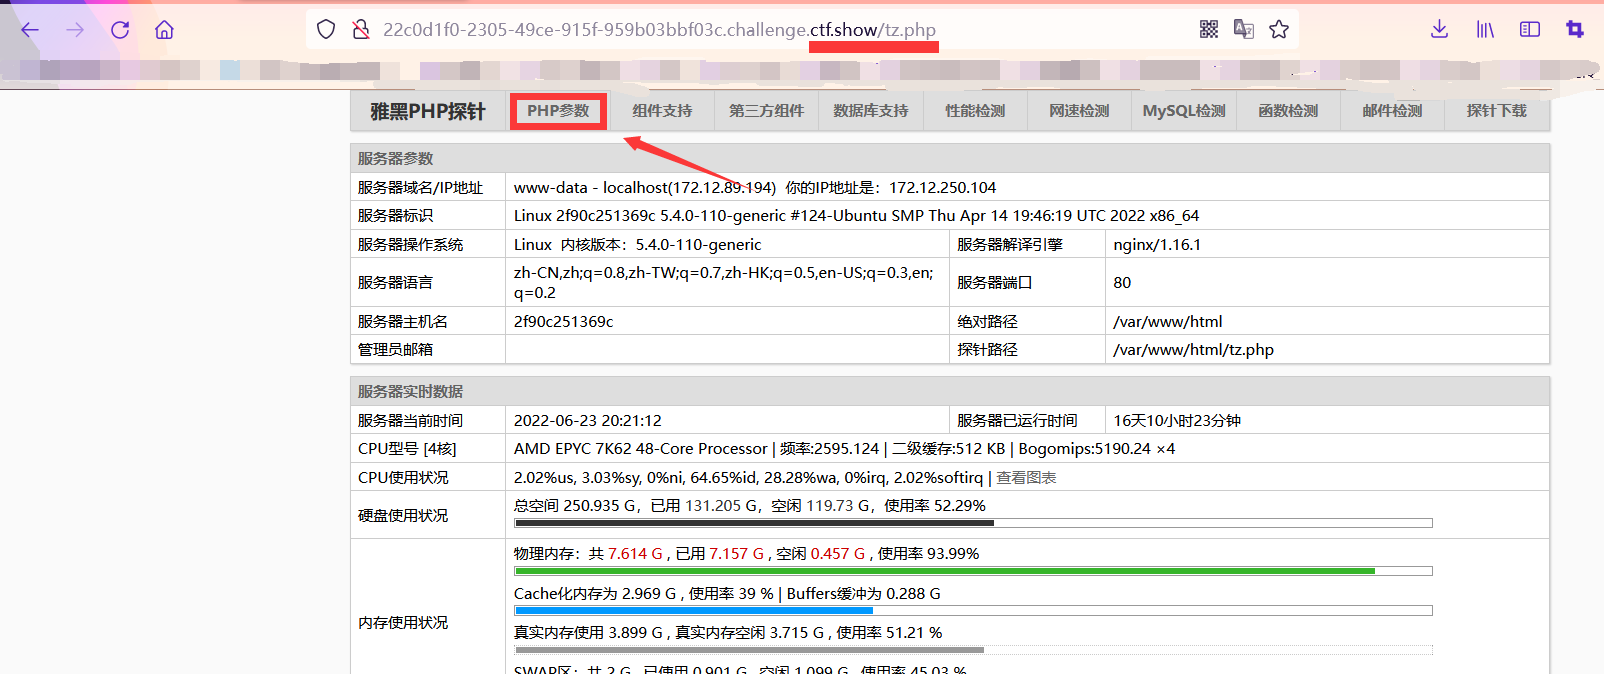 22c0d1f0-2305-49ce-915f-959b03bbf03c.challenge.ctf.show/tz.php
雅黑PHP探针 PHP参数 组件支持 第三方组件 数据库支持 性能检测 网速检测 MySQL检测 函数检测 邮件检测 探针下载
服务器参数
服务器域名/IP地址 www-data - localhost(172.12.89.194) 你的IP地址是：172.12.250.104
服务器标识 Linux 2f90c251369c 5.4.0-110-generic #124-Ubuntu SMP Thu Apr 14 19:46:19 UTC 2022 x86_64
服务器操作系统 Linux 内核版本：5.4.0-110-generic 服务器解译引擎 nginx/1.16.1
服务器语言 zh-CN,zh;q=0.8,zh-TW;q=0.7,zh-HK;q=0.5,en-US;q=0.3,en;
q=0.2 服务器端口 80
服务器主机名 2f90c251369c 绝对路径 /var/www/html
管理员邮箱 探针路径 /var/www/html/tz.php
服务器实时数据
服务器当前时间 2022-06-23 20:21:12 服务器已运行时间 16天10小时23分钟
CPU型号 [4核] AMD EPYC 7K62 48-Core Processor | 频率:2595.124 | 二级缓存:512 KB | Bogomips:5190.24 ×4
CPU使用状况 2.02%us, 3.03%sy, 0%ni, 64.65%id, 28.28%wa, 0%irq, 2.02%softirq | 查看图表
硬盘使用状况 总空间 250.935 G，已用 131.205 G，空闲 119.73 G，使用率 52.29%
内存使用状况 物理内存：共 7.614 G , 已用 7.157 G , 空闲 0.457 G , 使用率 93.99%
Cache化内存为 2.969 G , 使用率 39 % | Buffers缓冲为 0.288 G
真实内存使用 3.899 G , 真实内存空闲 3.715 G , 使用率 51.21 %
SWAP区：共 2 G , 已使用 0.901 G , 空闲 1.099 G , 使用率 45.03 %